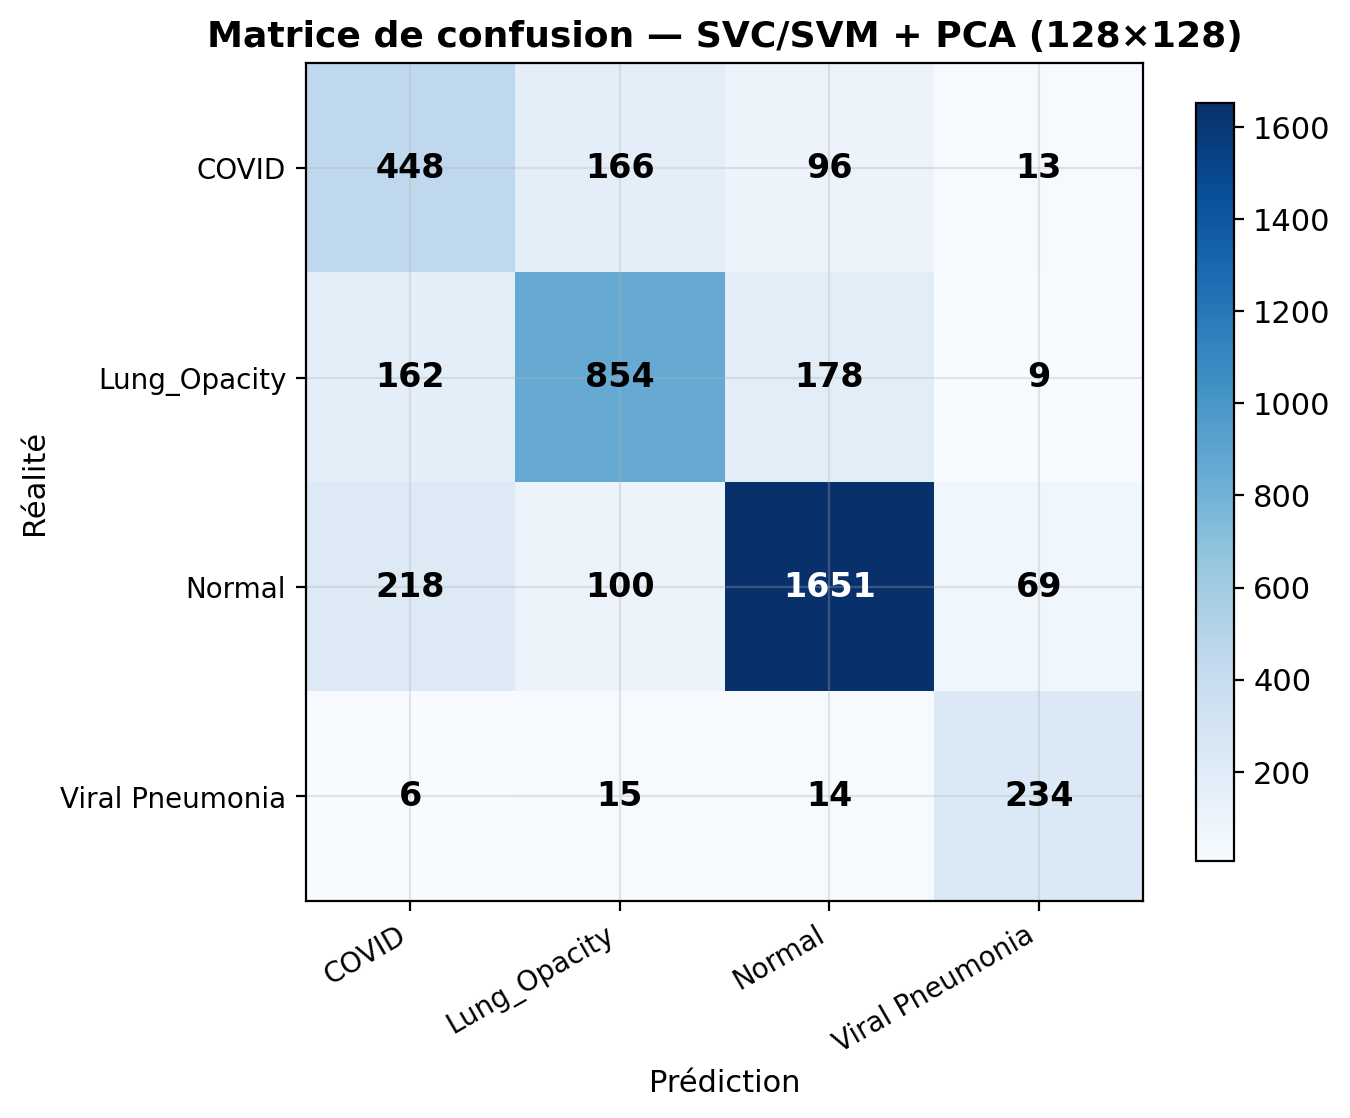 Matrice de confusion — SVC/SVM + PCA (128×128)
COVID
448 166 96 13
Lung_Opacity
162 854 178 9
Normal
218 100 1651 69
Viral Pneumonia
6 15 14 234
COVID
Lung_Opacity
Normal
Viral Pneumonia
Prédiction
Réalité
1600
1400
1200
1000
800
600
400
200